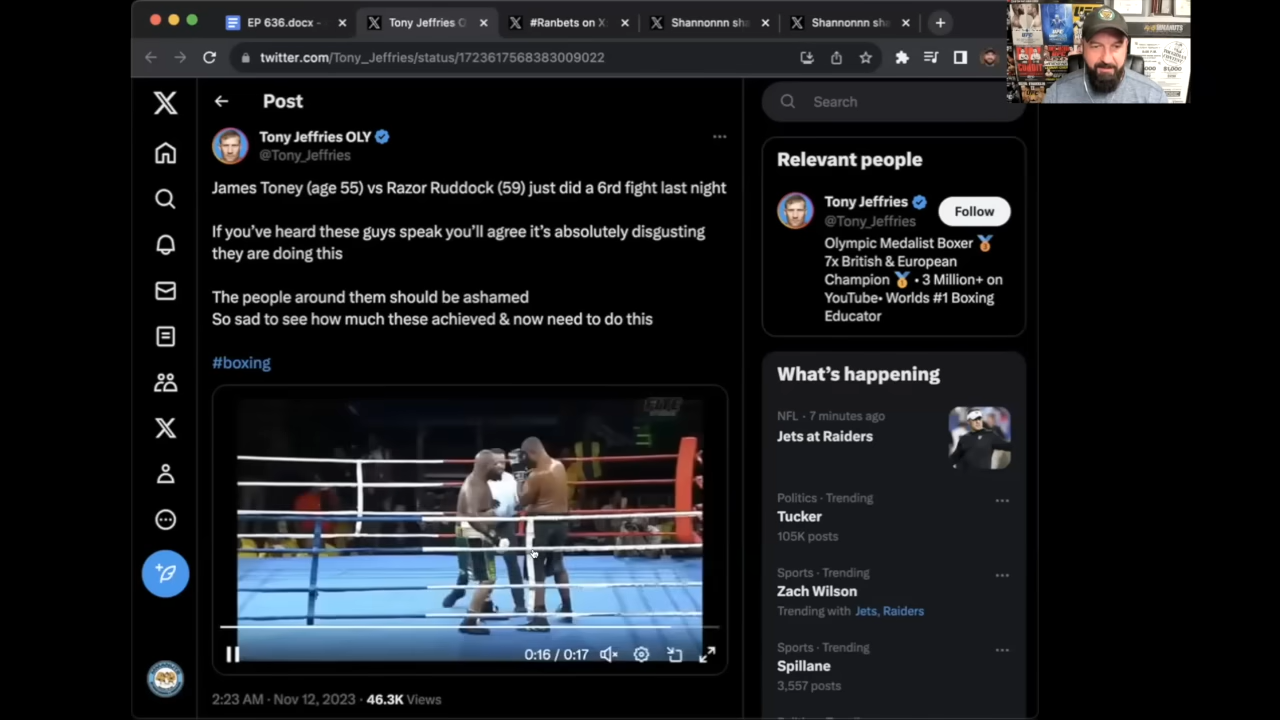 EP 636.docx -
Tony Jeffries O
#Ranbets on X
Shannonnn sha
Shannonnn sha
twitter.com
Post
Search
Tony Jeffries OLY
@Tony_Jeffries
James Toney (age 55) vs Razor Ruddock (59) just did a 6rd fight last night
If you’ve heard these guys speak you’ll agree it’s absolutely disgusting
they are doing this
The people around them should be ashamed
So sad to see how much these achieved & now need to do this
#boxing
0:16 / 0:17
2:23 AM · Nov 12, 2023 · 46.3K Views
Relevant people
Tony Jeffries
@Tony_Jeffries
Follow
Olympic Medalist Boxer 🥉
7x British & European
Champion 🥇 • 3 Million+ on
YouTube• Worlds #1 Boxing
Educator
What’s happening
NFL · 7 minutes ago
Jets at Raiders
Politics · Trending
Tucker
105K posts
Sports · Trending
Zach Wilson
Trending with Jets, Raiders
Sports · Trending
Spillane
3,557 posts